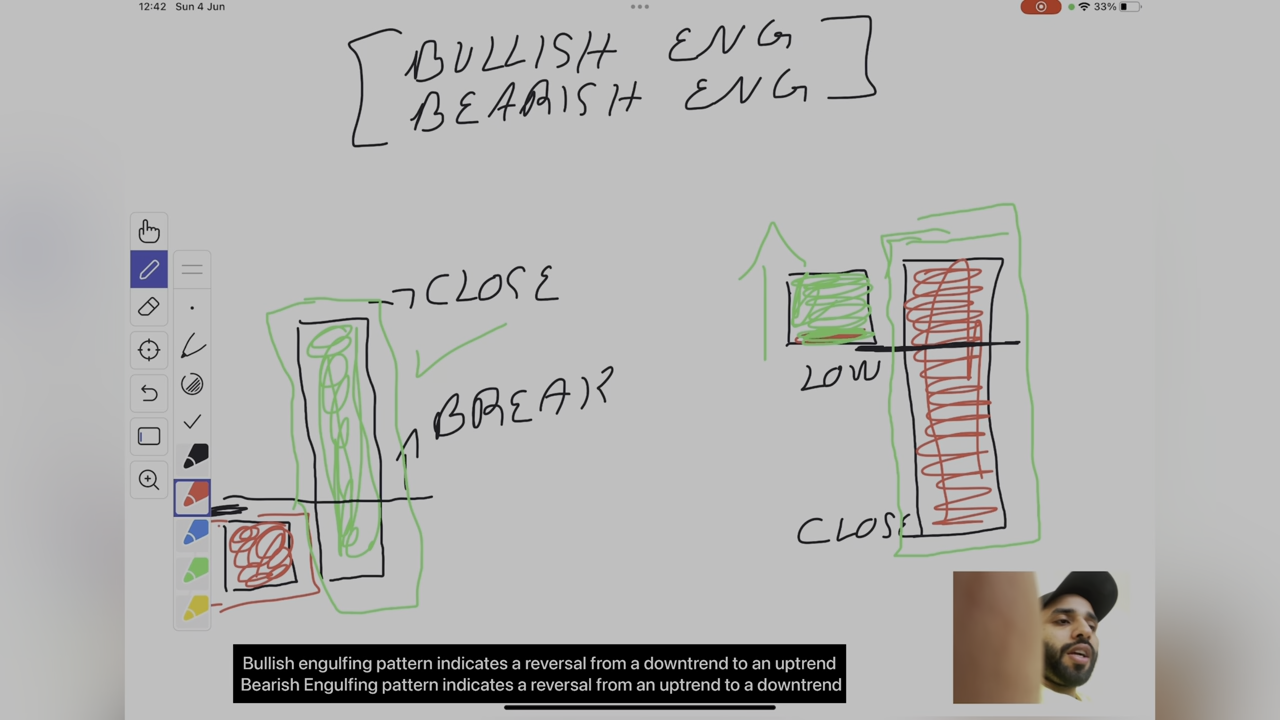 12:42 Sun 4 Jun
33%
BULLISH ENG
BEARISH ENG
CLOSE
BREAK
LOW
CLOSE
Bullish engulfing pattern indicates a reversal from a downtrend to an uptrend
Bearish Engulfing pattern indicates a reversal from an uptrend to a downtrend